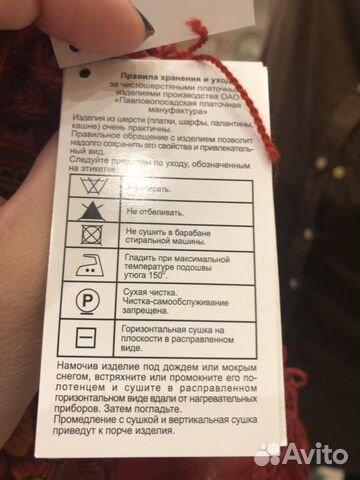 Правила хранения и ухода
за чистошерстяными платочными
изделиями производства ОАО
«Павловопосадская платочная
мануфактура»
Изделия из шерсти (платки, шарфы, палантины,
кашне) очень практичны.
Правильное обращение с изделием позволит
надолго сохранить его свойства и привлекатель-
ный вид.
Следуйте правилам по уходу, обозначенным
на этикетке:
Не стирать.
Не отбеливать.
Не сушить в барабане
стиральной машины.
Гладить при максимальной
температуре подошвы
утюга 150°.
P
Сухая чистка.
Чистка-самообслуживание
запрещена.
Горизонтальная сушка на
плоскости в расправленном
виде.
Намочив изделие под дождем или мокрым
снегом, встряхните или промокните его по-
лотенцем и сушите в расправленном
горизонтальном виде вдали от нагревательных
приборов. Затем погладьте.
Промедление с сушкой и вертикальная сушка
приведут к порче изделия.
Avito